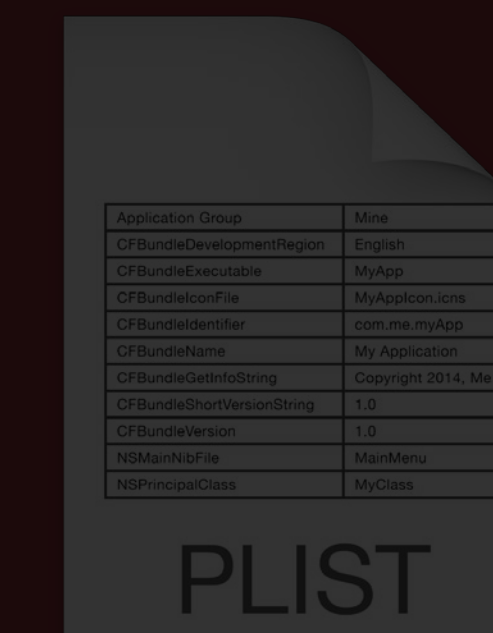 Application Group Mine
CFBundleDevelopmentRegion English
CFBundleExecutable MyApp
CFBundleIconFile MyAppIcon.icns
CFBundleIdentifier com.me.myApp
CFBundleName My Application
CFBundleGetInfoString Copyright 2014, Me
CFBundleShortVersionString 1.0
CFBundleVersion 1.0
NSMainNibFile MainMenu
NSPrincipalClass MyClass
PLIST